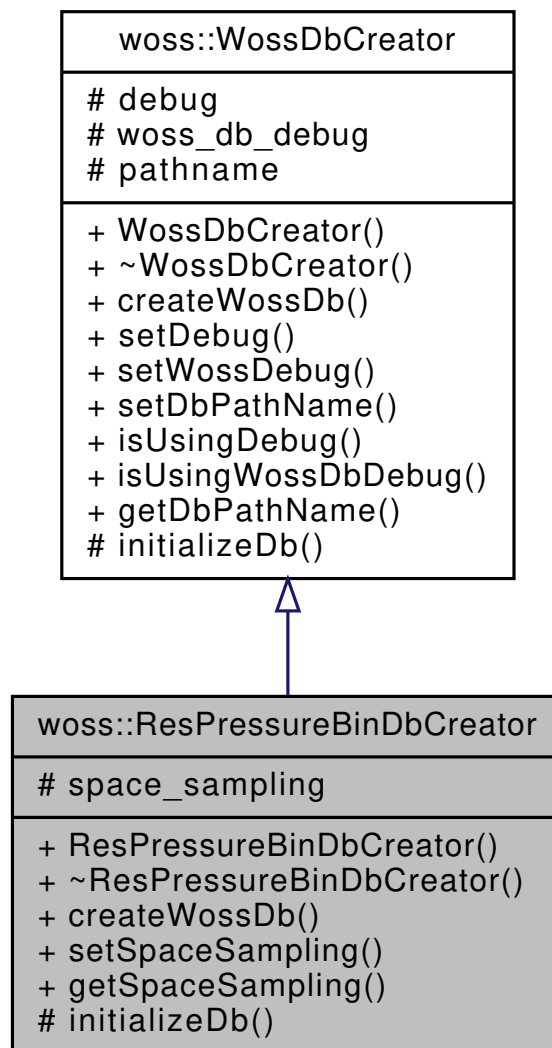 woss::WossDbCreator
# debug
# woss_db_debug
# pathname
+ WossDbCreator()
+ ~WossDbCreator()
+ createWossDb()
+ setDebug()
+ setWossDebug()
+ setDbPathName()
+ isUsingDebug()
+ isUsingWossDbDebug()
+ getDbPathName()
# initializeDb()
woss::ResPressureBinDbCreator
# space_sampling
+ ResPressureBinDbCreator()
+ ~ResPressureBinDbCreator()
+ createWossDb()
+ setSpaceSampling()
+ getSpaceSampling()
# initializeDb()